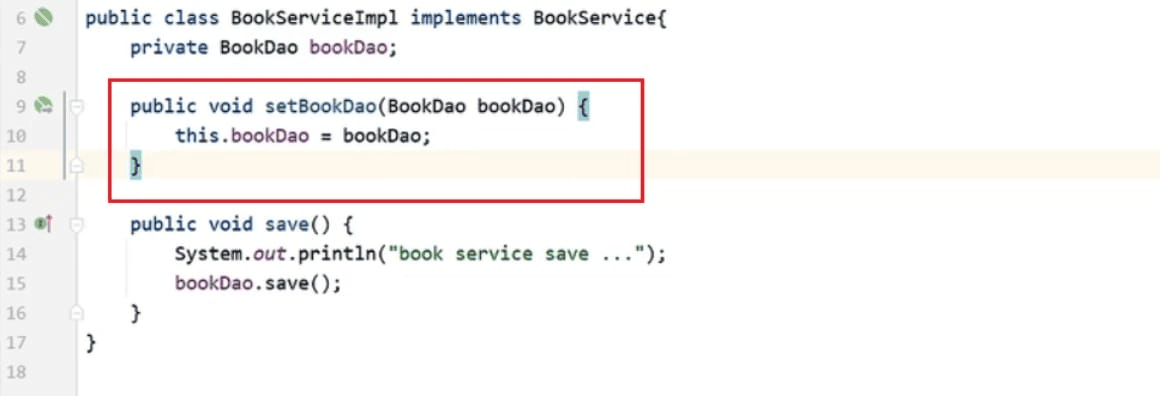 6 public class BookServiceImpl implements BookService{
7     private BookDao bookDao;
8
9     public void setBookDao(BookDao bookDao) {
10         this.bookDao = bookDao;
11     }
12
13     public void save() {
14         System.out.println("book service save ...");
15         bookDao.save();
16     }
17 }
18